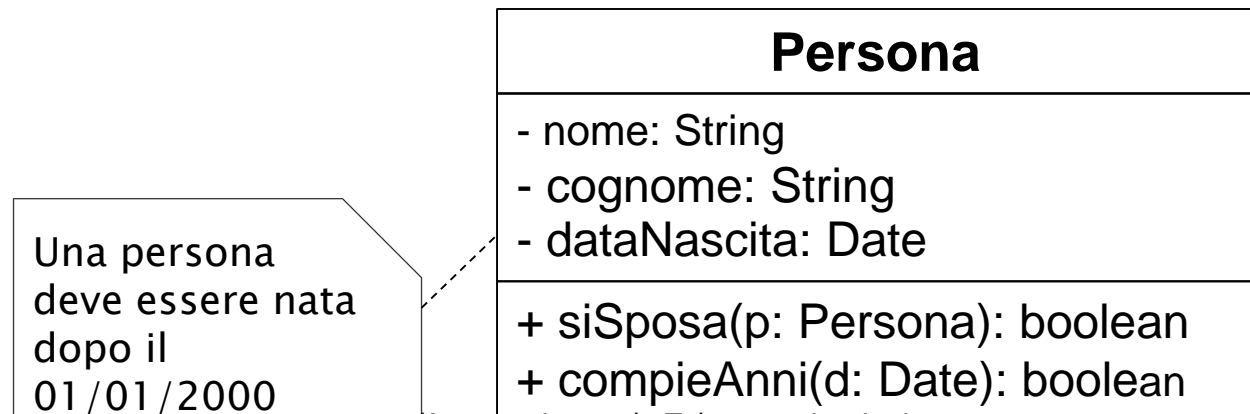 Persona
- nome: String
- cognome: String
- dataNascita: Date
+ siSposa(p: Persona): boolean
+ compieAnni(d: Date): boolean
Una persona
deve essere nata
dopo il
01/01/2000